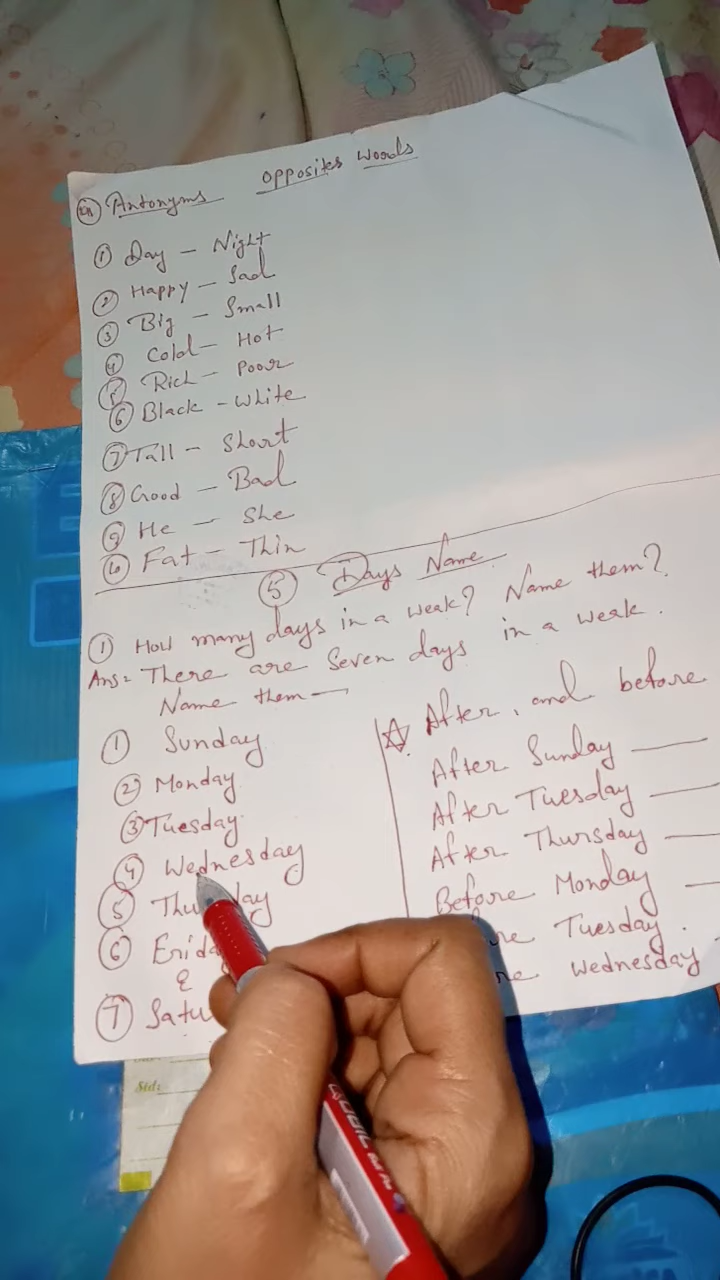 Antonyms Opposites Words
① Day - Night
② Happy - Sad
③ Big - Small
④ Cold - Hot
⑤ Rich - Poor
⑥ Black - White
⑦ Tall - Short
⑧ Good - Bad
⑨ He - She
⑩ Fat - Thin
⑤ Days Name
① How many days in a weak? Name them?
Ans= There are Seven days in a weak.
Name them —
① Sunday
② Monday
③ Tuesday
④ Wednesday
⑤
⑥
&
⑦
☆ After, and before
After Sunday —
After Tuesday —
After Thursday —
Before Monday —
Tuesday
Wednesday
Std: